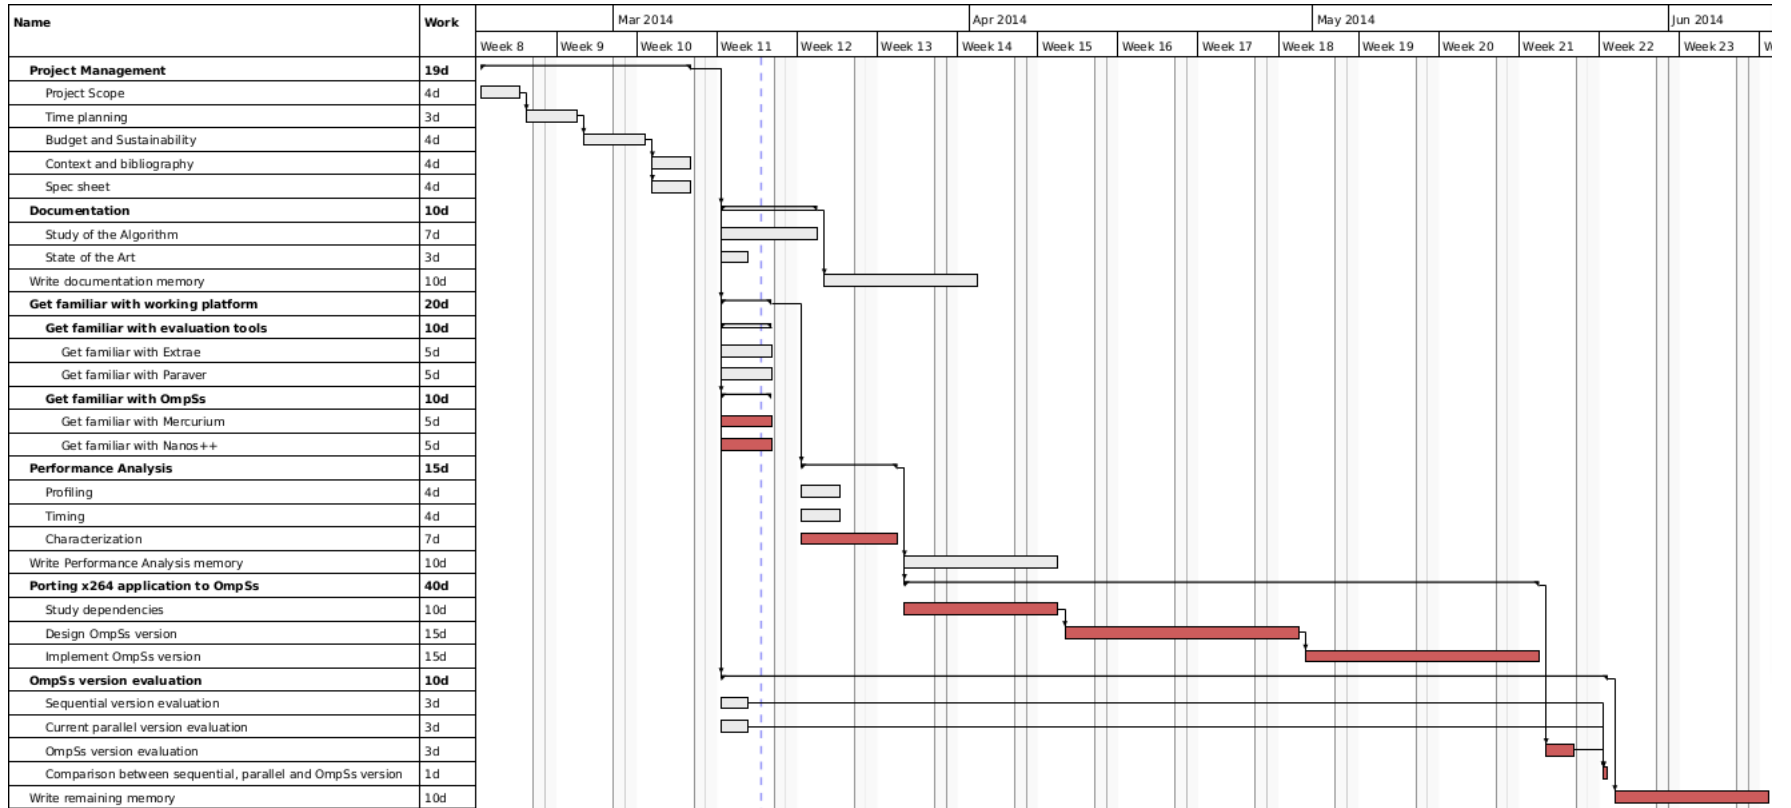 Name Work Mar 2014 Apr 2014 May 2014 Jun 2014
Week 8 Week 9 Week 10 Week 11 Week 12 Week 13 Week 14 Week 15 Week 16 Week 17 Week 18 Week 19 Week 20 Week 21 Week 22 Week 23 W
Project Management 19d
Project Scope 4d
Time planning 3d
Budget and Sustainability 4d
Context and bibliography 4d
Spec sheet 4d
Documentation 10d
Study of the Algorithm 7d
State of the Art 3d
Write documentation memory 10d
Get familiar with working platform 20d
Get familiar with evaluation tools 10d
Get familiar with Extrae 5d
Get familiar with Paraver 5d
Get familiar with OmpSs 10d
Get familiar with Mercurium 5d
Get familiar with Nanos++ 5d
Performance Analysis 15d
Profiling 4d
Timing 4d
Characterization 7d
Write Performance Analysis memory 10d
Porting x264 application to OmpSs 40d
Study dependencies 10d
Design OmpSs version 15d
Implement OmpSs version 15d
OmpSs version evaluation 10d
Sequential version evaluation 3d
Current parallel version evaluation 3d
OmpSs version evaluation 3d
Comparison between sequential, parallel and OmpSs version 1d
Write remaining memory 10d